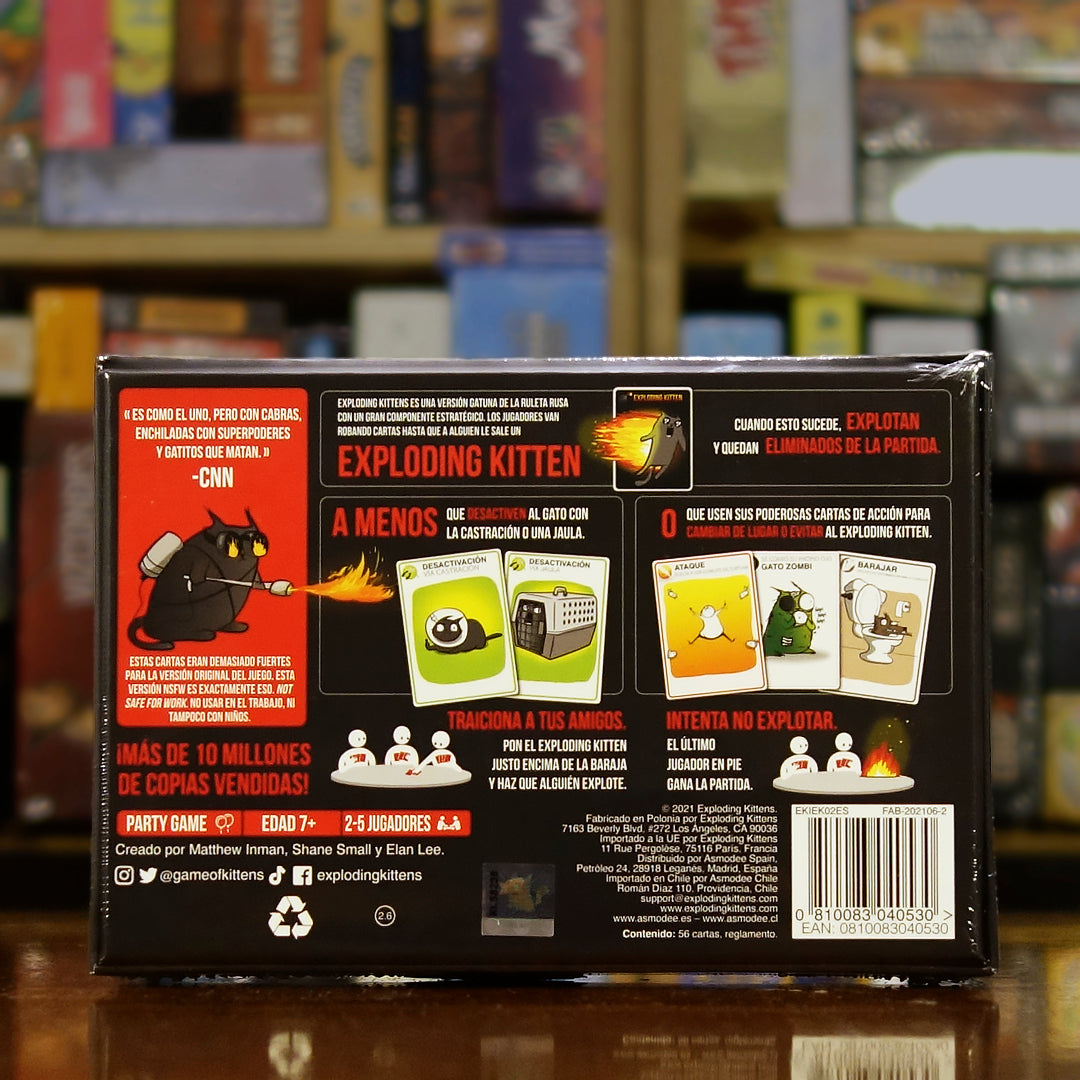 « ES COMO EL UNO, PERO CON CABRAS,
ENCHILADAS CON SUPERPODERES
Y GATITOS QUE MATAN. »
-CNN
ESTAS CARTAS ERAN DEMASIADO FUERTES
PARA LA VERSIÓN ORIGINAL DEL JUEGO. ESTA
VERSIÓN NSFW ES EXACTAMENTE ESO. NOT
SAFE FOR WORK. NO USAR EN EL TRABAJO, NI
TAMPOCO CON NIÑOS.
EXPLODING KITTENS ES UNA VERSIÓN GATUNA DE LA RULETA RUSA
CON UN GRAN COMPONENTE ESTRATÉGICO. LOS JUGADORES VAN
ROBANDO CARTAS HASTA QUE A ALGUIEN LE SALE UN
EXPLODING KITTEN
EXPLODING KITTEN
CUANDO ESTO SUCEDE, EXPLOTAN
Y QUEDAN ELIMINADOS DE LA PARTIDA.
A MENOS QUE DESACTIVEN AL GATO CON
LA CASTRACIÓN O UNA JAULA.
DESACTIVACIÓN
VÍA CASTRACIÓN
DESACTIVACIÓN
VÍA JAULA
O QUE USEN SUS PODEROSAS CARTAS DE ACCIÓN PARA
CAMBIAR DE LUGAR O EVITAR AL EXPLODING KITTEN.
ATAQUE
GATO ZOMBI
BARAJAR
¡MÁS DE 10 MILLONES
DE COPIAS VENDIDAS!
TRAICIONA A TUS AMIGOS.
PON EL EXPLODING KITTEN
JUSTO ENCIMA DE LA BARAJA
Y HAZ QUE ALGUIÉN EXPLOTE.
INTENTA NO EXPLOTAR.
EL ÚLTIMO
JUGADOR EN PIE
GANA LA PARTIDA.
PARTY GAME
EDAD 7+
2-5 JUGADORES
Creado por Matthew Inman, Shane Small y Elan Lee.
@gameofkittens
explodingkittens
2.6
© 2021 Exploding Kittens.
Fabricado en Polonia por Exploding Kittens
7163 Beverly Blvd. #272 Los Ángeles, CA 90036
Importado a la UE por Exploding Kittens
11 Rue Pergolèse, 75116 París. Francia
Distribuido por Asmodee Spain,
Petróleo 24, 28918 Leganés, Madrid, España
Importado en Chile por Asmodee Chile
Román Díaz 110, Providencia, Chile
support@explodingkittens.com
www.explodingkittens.com
www.asmodee.es – www.asmodee.cl
Contenido: 56 cartas, reglamento.
EKIEK02ES FAB-202106-2
0 810083 040530 >
EAN: 0810083040530